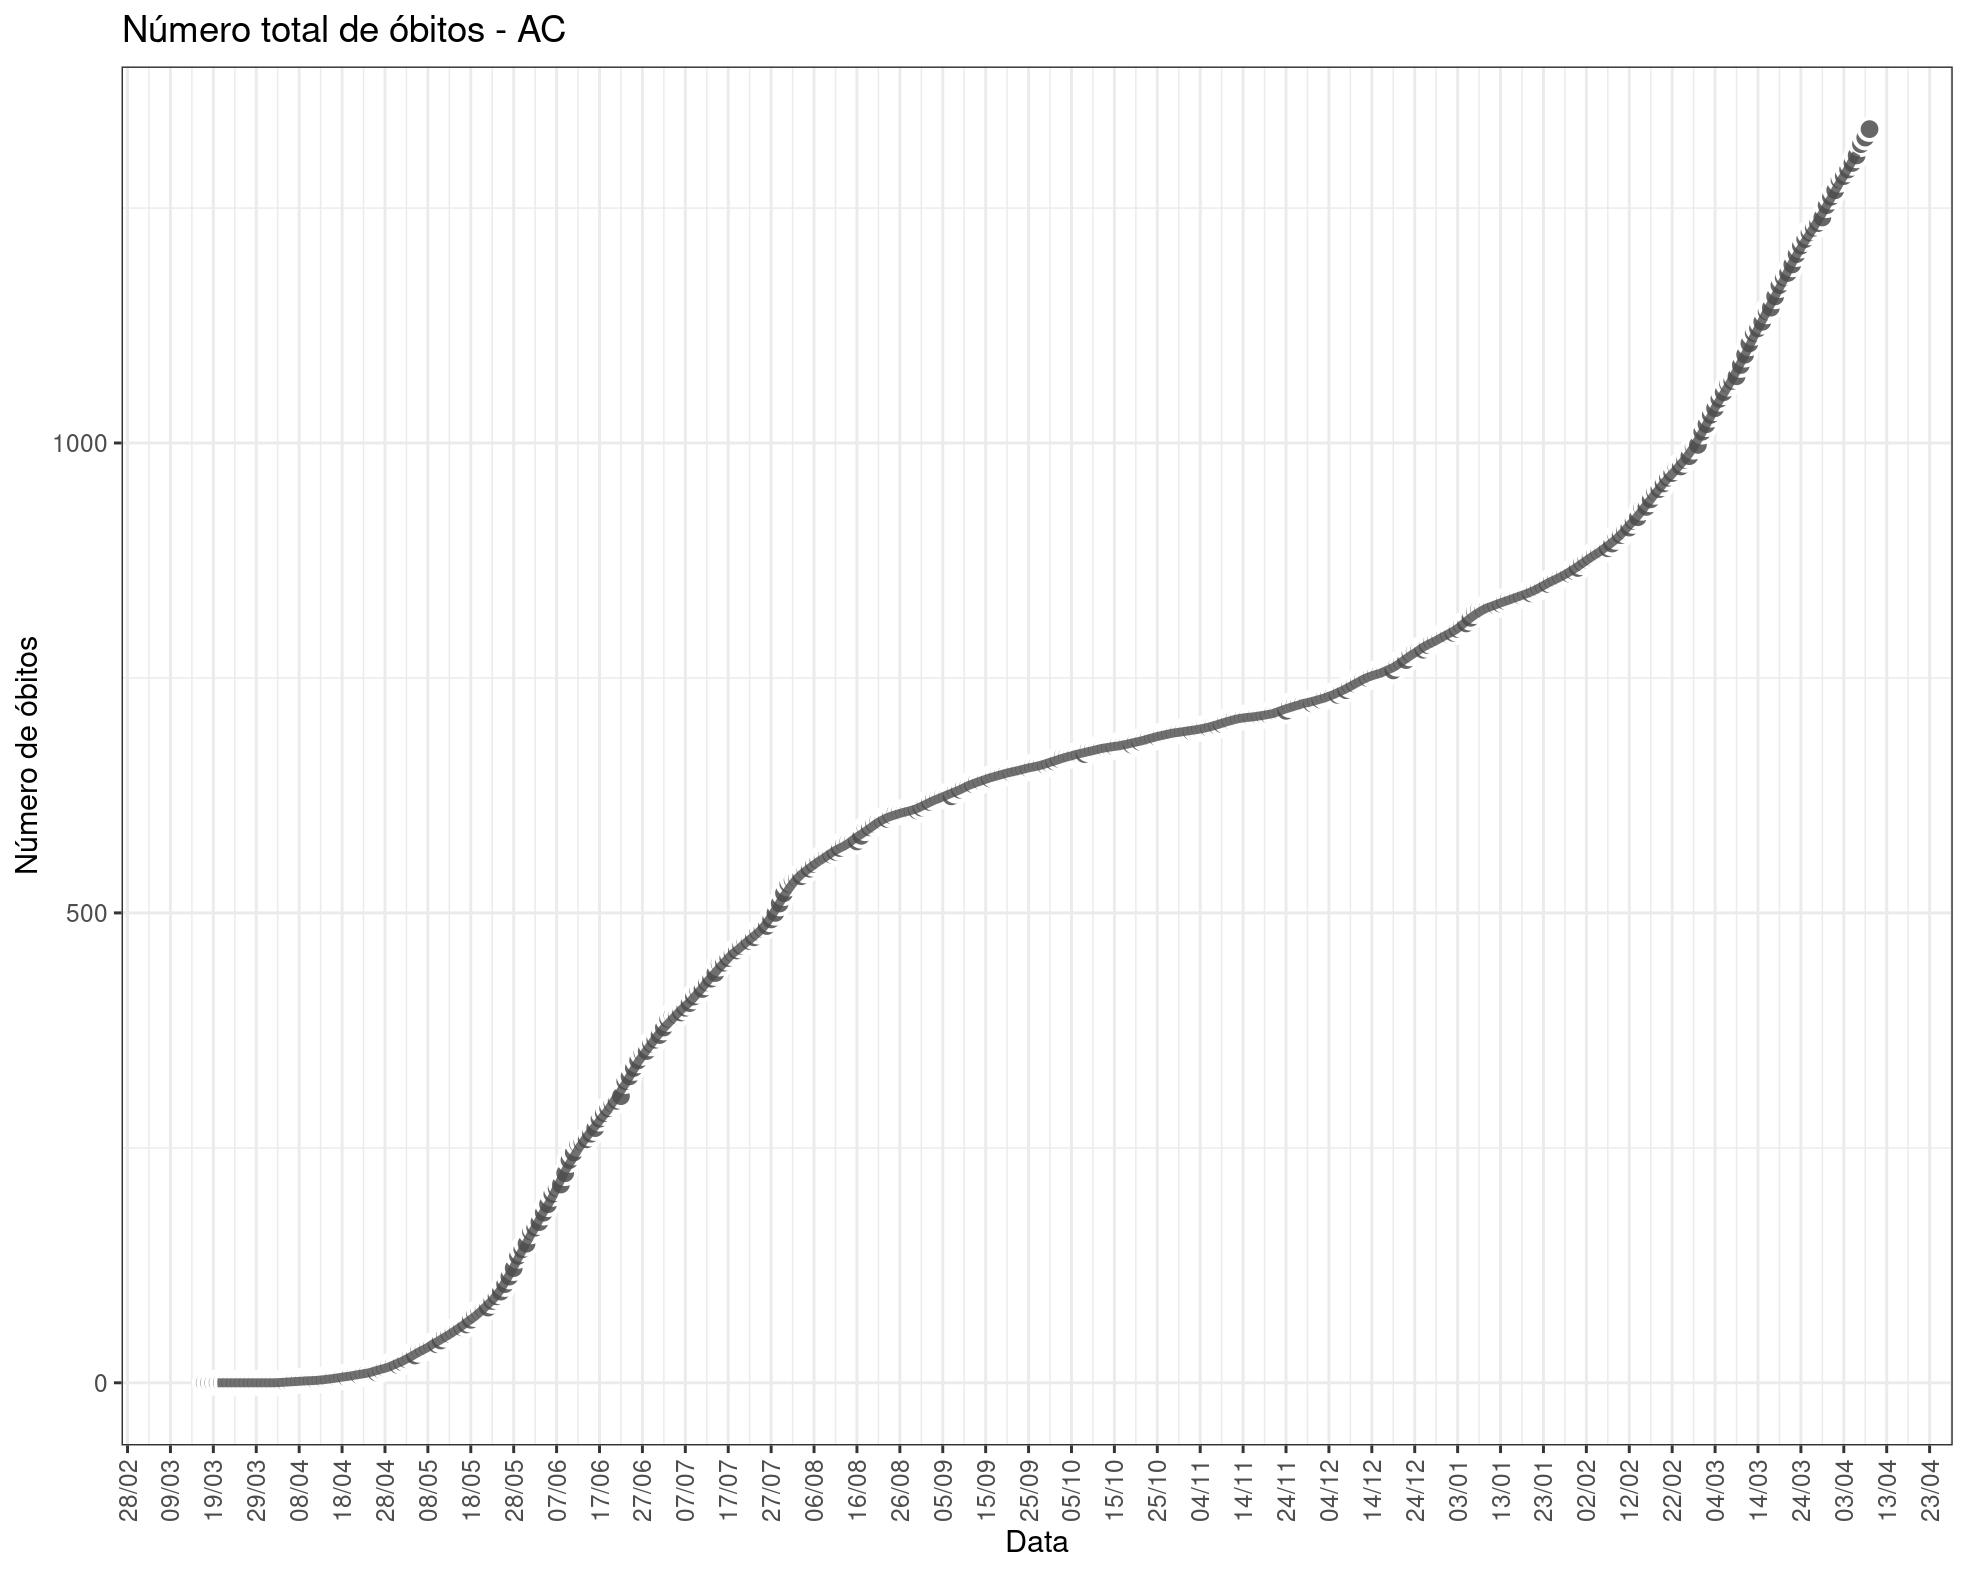 Número total de óbitos - AC
Número de óbitos
1000
500
0
28/02 09/03 19/03 29/03 08/04 18/04 28/04 08/05 18/05 28/05 07/06 17/06 27/06 07/07 17/07 27/07 06/08 16/08 26/08 05/09 15/09 25/09 05/10 15/10 25/10 04/11 14/11 24/11 04/12 14/12 24/12 03/01 13/01 23/01 02/02 12/02 22/02 04/03 14/03 24/03 03/04 13/04 23/04
Data